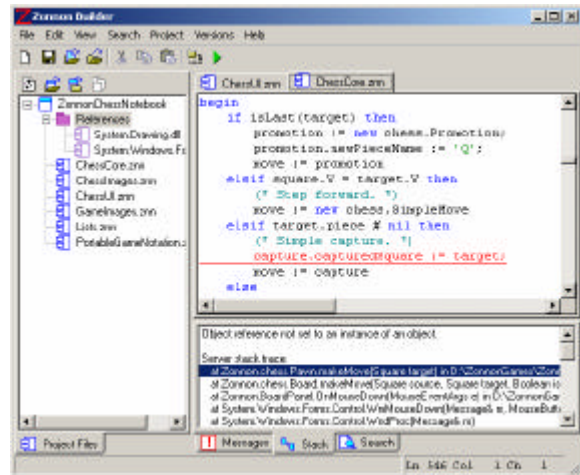 Zonnon Builder
File Edit View Search Project Versions Help
ZonnonChessNotebook
References
System.Drawing.dll
System.Windows.Fo
ChessCore.znn
ChessImages.znn
ChessUI.znn
GameImages.znn
Lists.znn
PortableGameNotation.z
Project Files
ChessUI.znn ChessCore.znn
begin
if isLast(target) then
promotion := new chess.Promotion;
promotion.newPieceName := 'Q';
move := promotion
elsif square.V = target.V then
(* Step forward. *)
move := new chess.SimpleMove
elsif target.piece # nil then
(* Simple capture. *)
capture.capturedSquare := target;
move := capture
else
Object reference not set to an instance of an object.
Server stack trace:
at Zonnon.chess.Pawn.makeMove(Square target) in D:\ZonnonGames\Zonn
at Zonnon.chess.Board.makeMove(Square source, Square target, Boolean is
at Zonnon.BoardPanel.OnMouseDown(MouseEventArgs e) in D:\ZonnonGa
at System.Windows.Forms.Control.WmMouseDown(Message& m, MouseButt
at System.Windows.Forms.Control.WndProc(Message& m)
Messages Stack Search
Ln 546 Col 1 Ch 1